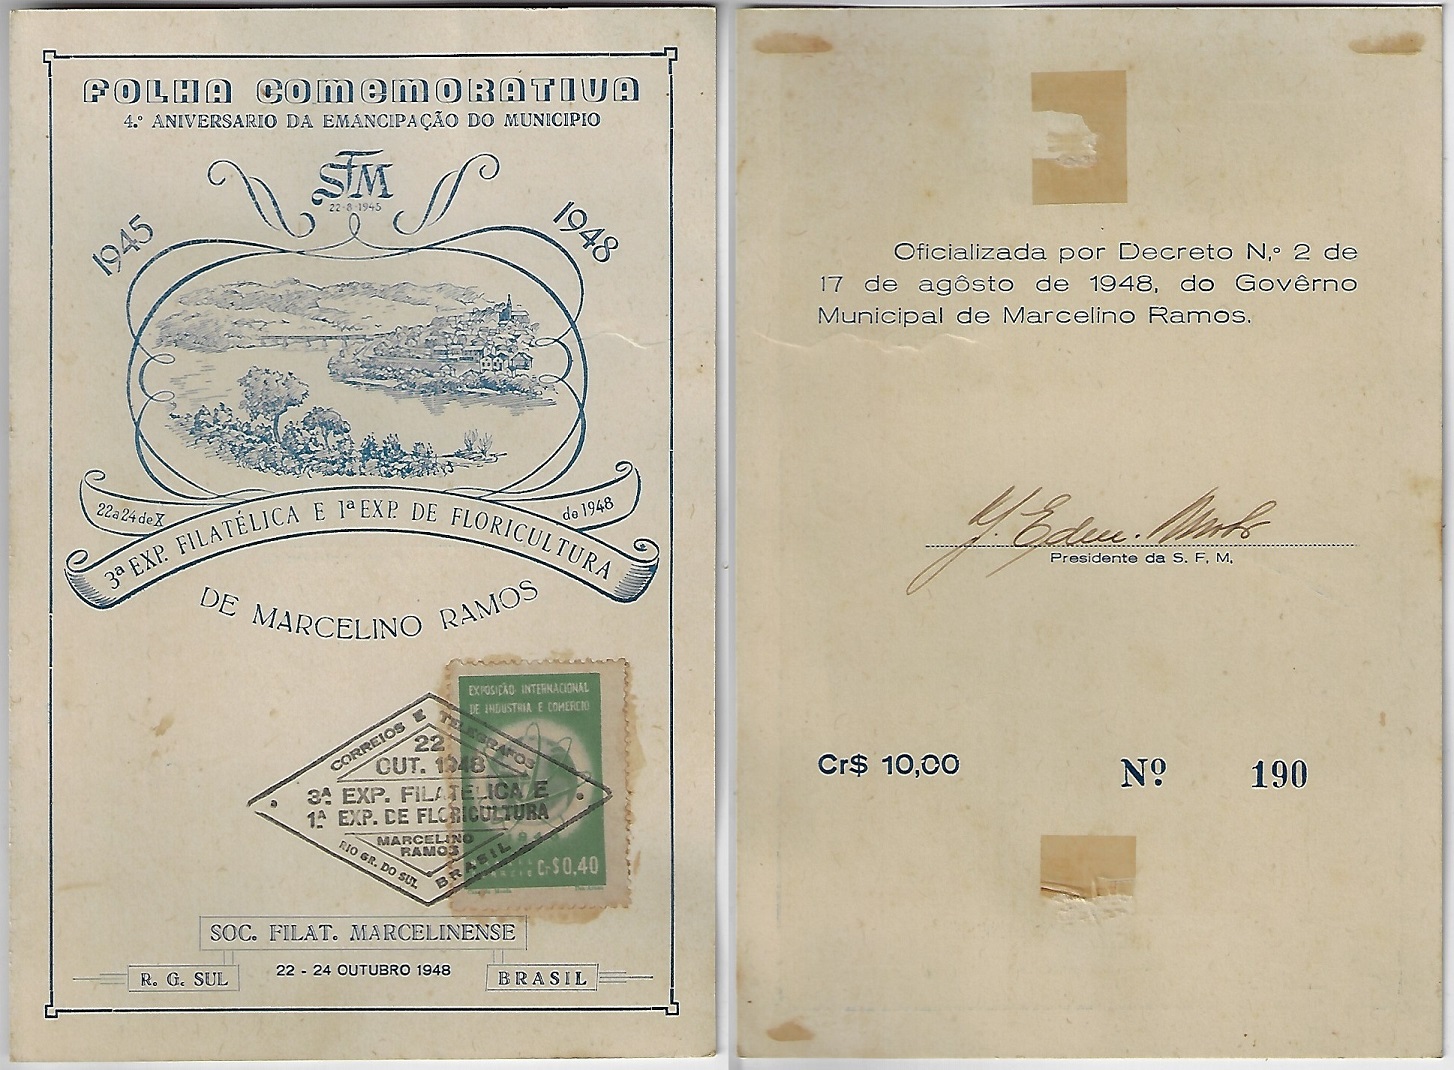 FOLHA COMEMORATIVA
4.º ANIVERSARIO DA EMANCIPAÇÃO DO MUNICIPIO
SFM
22-8-1945
1945
1948
22 a 24 de X
de 1948
3ª EXP. FILATÉLICA E 1ª EXP. DE FLORICULTURA
DE MARCELINO RAMOS
EXPOSIÇÃO INTERNACIONAL
DE INDUSTRIA E COMERCIO
Cr$0,40
CORREIOS E TELEGRAFOS
22
OUT. 1948
3ª EXP. FILATELICA E
1ª EXP. DE FLORICULTURA
MARCELINO
RAMOS
RIO GR. DO SUL
BRASIL
SOC. FILAT. MARCELINENSE
R. G. SUL
22 - 24 OUTUBRO 1948
BRASIL
Oficializada por Decreto N,º 2 de
17 de agôsto de 1948, do Govêrno
Municipal de Marcelino Ramos.
Presidente da S. F. M.
Cr$ 10,00
Nº 190